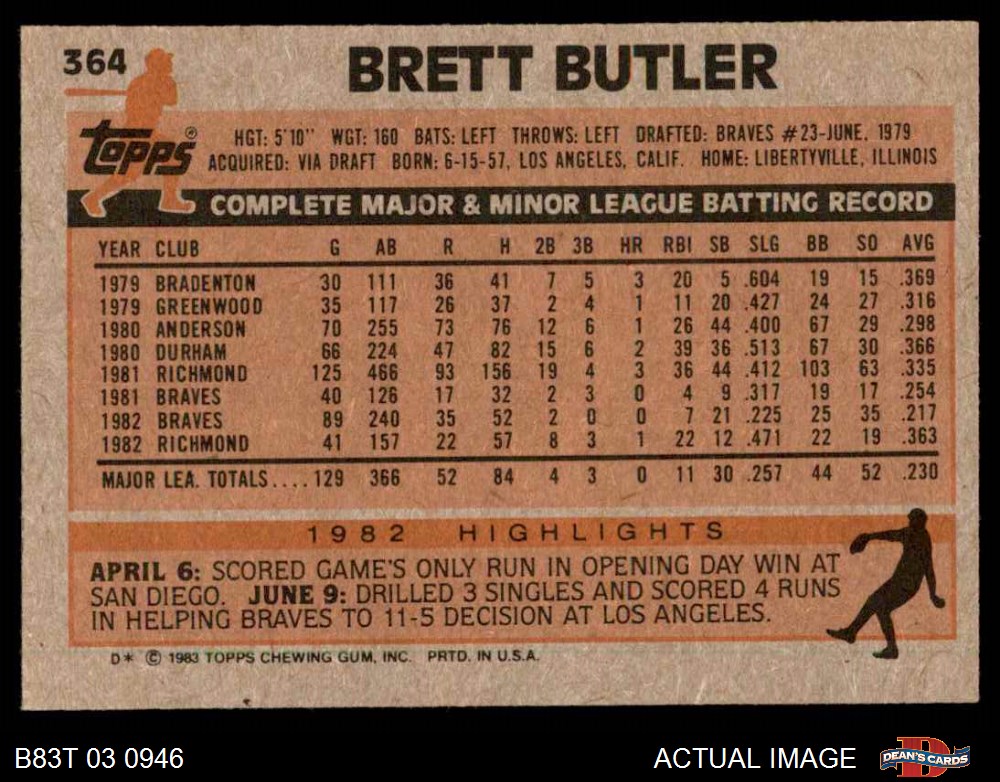 364
BRETT BUTLER
topps®
HGT: 5'10" WGT: 160 BATS: LEFT THROWS: LEFT DRAFTED: BRAVES #23-JUNE, 1979
ACQUIRED: VIA DRAFT BORN: 6-15-57, LOS ANGELES, CALIF. HOME: LIBERTYVILLE, ILLINOIS
COMPLETE MAJOR & MINOR LEAGUE BATTING RECORD
YEAR CLUB G AB R H 2B 3B HR RBI SB SLG BB SO AVG
1979 BRADENTON 30 111 36 41 7 5 3 20 5 .604 19 15 .369
1979 GREENWOOD 35 117 26 37 2 4 1 11 20 .427 24 27 .316
1980 ANDERSON 70 255 73 76 12 6 1 26 44 .400 67 29 .298
1980 DURHAM 66 224 47 82 15 6 2 39 36 .513 67 30 .366
1981 RICHMOND 125 466 93 156 19 4 3 36 44 .412 103 63 .335
1981 BRAVES 40 126 17 32 2 3 0 4 9 .317 19 17 .254
1982 BRAVES 89 240 35 52 2 0 0 7 21 .225 25 35 .217
1982 RICHMOND 41 157 22 57 8 3 1 22 12 .471 22 19 .363
MAJOR LEA. TOTALS.... 129 366 52 84 4 3 0 11 30 .257 44 52 .230
1982 HIGHLIGHTS
APRIL 6: SCORED GAME'S ONLY RUN IN OPENING DAY WIN AT
SAN DIEGO. JUNE 9: DRILLED 3 SINGLES AND SCORED 4 RUNS
IN HELPING BRAVES TO 11-5 DECISION AT LOS ANGELES.
D* © 1983 TOPPS CHEWING GUM, INC. PRTD. IN U.S.A.
B83T 03 0946 ACTUAL IMAGE DEAN'S CARDS